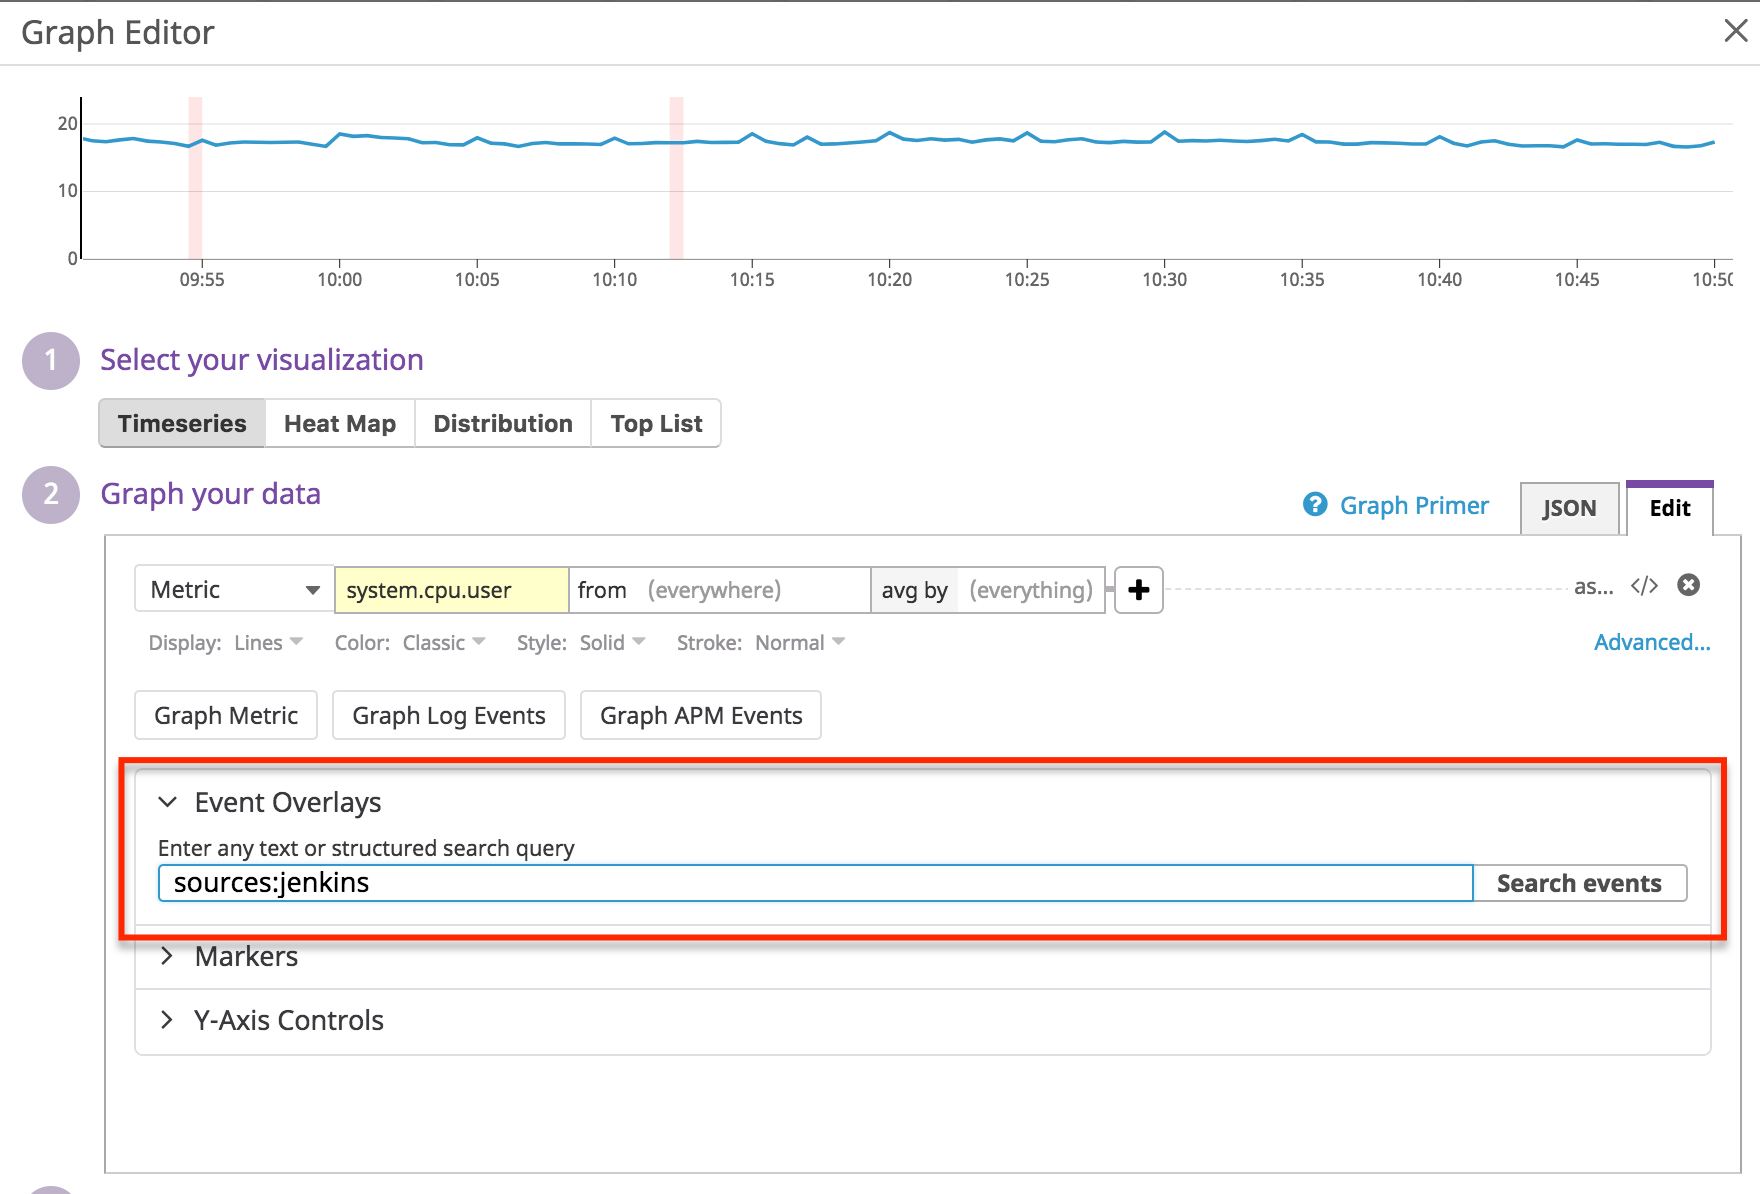 Graph Editor
20
10
0
09:55 10:00 10:05 10:10 10:15 10:20 10:25 10:30 10:35 10:40 10:45 10:50
1 Select your visualization
Timeseries Heat Map Distribution Top List
2 Graph your data
? Graph Primer JSON Edit
Metric system.cpu.user from (everywhere) avg by (everything) + as... </>
Display: Lines Color: Classic Style: Solid Stroke: Normal Advanced...
Graph Metric Graph Log Events Graph APM Events
Event Overlays
Enter any text or structured search query
sources:jenkins Search events
Markers
Y-Axis Controls